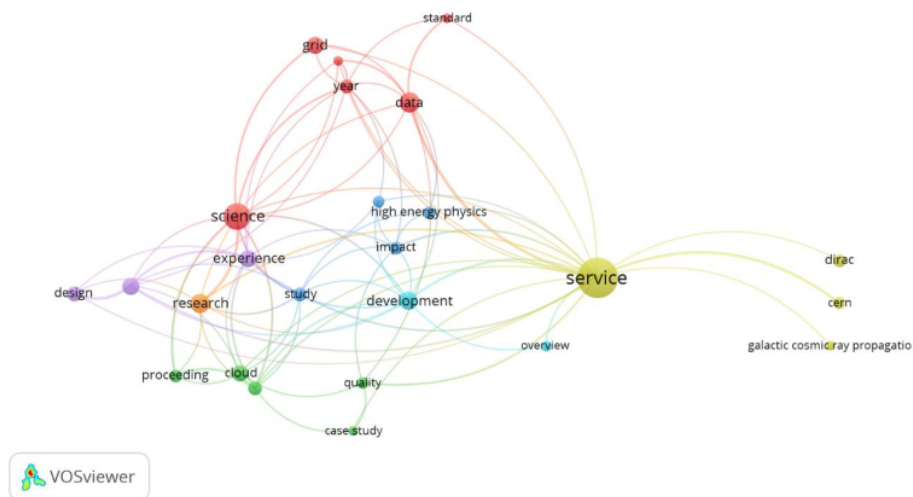 standard
grid
year
data
science
high energy physics
impact
experience
service
dirac
design
research
study
development
cern
overview
galactic cosmic ray propagatio
proceeding
cloud
quality
case study
VOSviewer